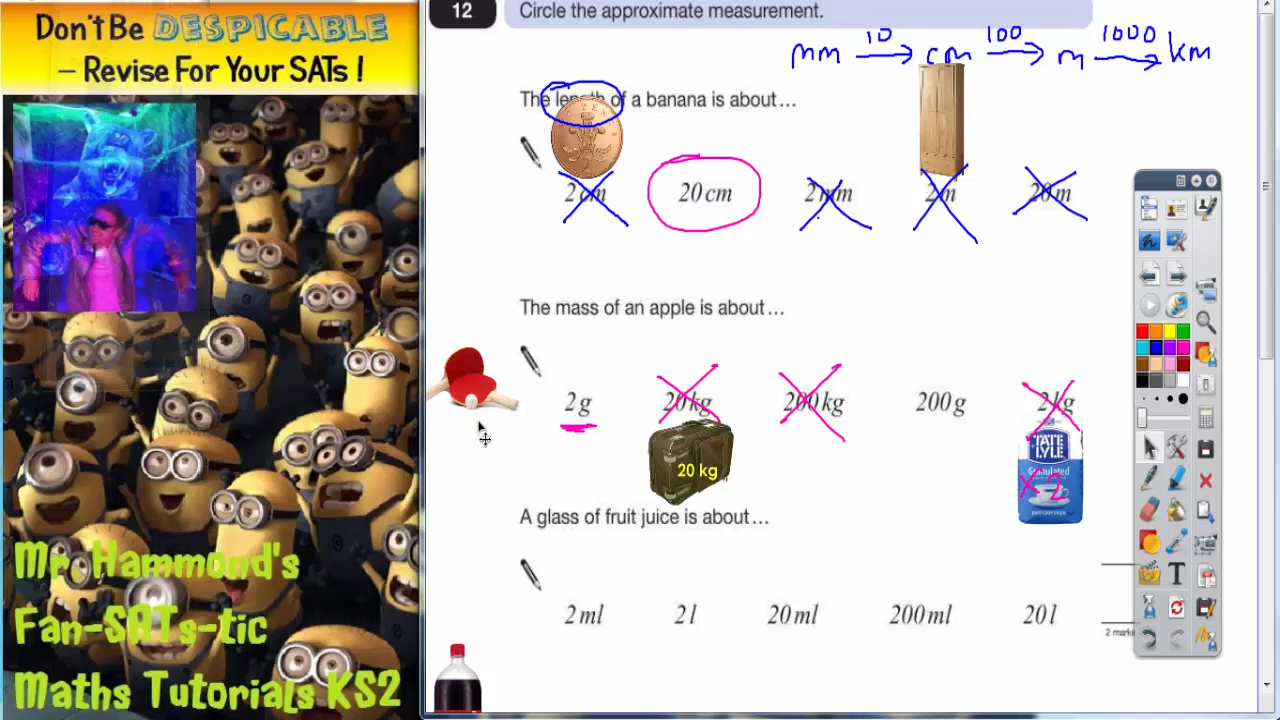 Don't Be DESPICABLE
– Revise For Your SATs !
12
Circle the approximate measurement.
mm 10 cm 100 m 1000 km
The length of a banana is about…
2 cm 20 cm 2 mm 2 m 20 m
The mass of an apple is about…
2 g 20 kg 200 kg 200 g 2 kg
20 kg
TATE
LYLE
Granulated
x 2
A glass of fruit juice is about…
2 ml 2 l 20 ml 200 ml 20 l
2 marks
Mr Hammond's
Fan-SATs-tic
Maths Tutorials KS2